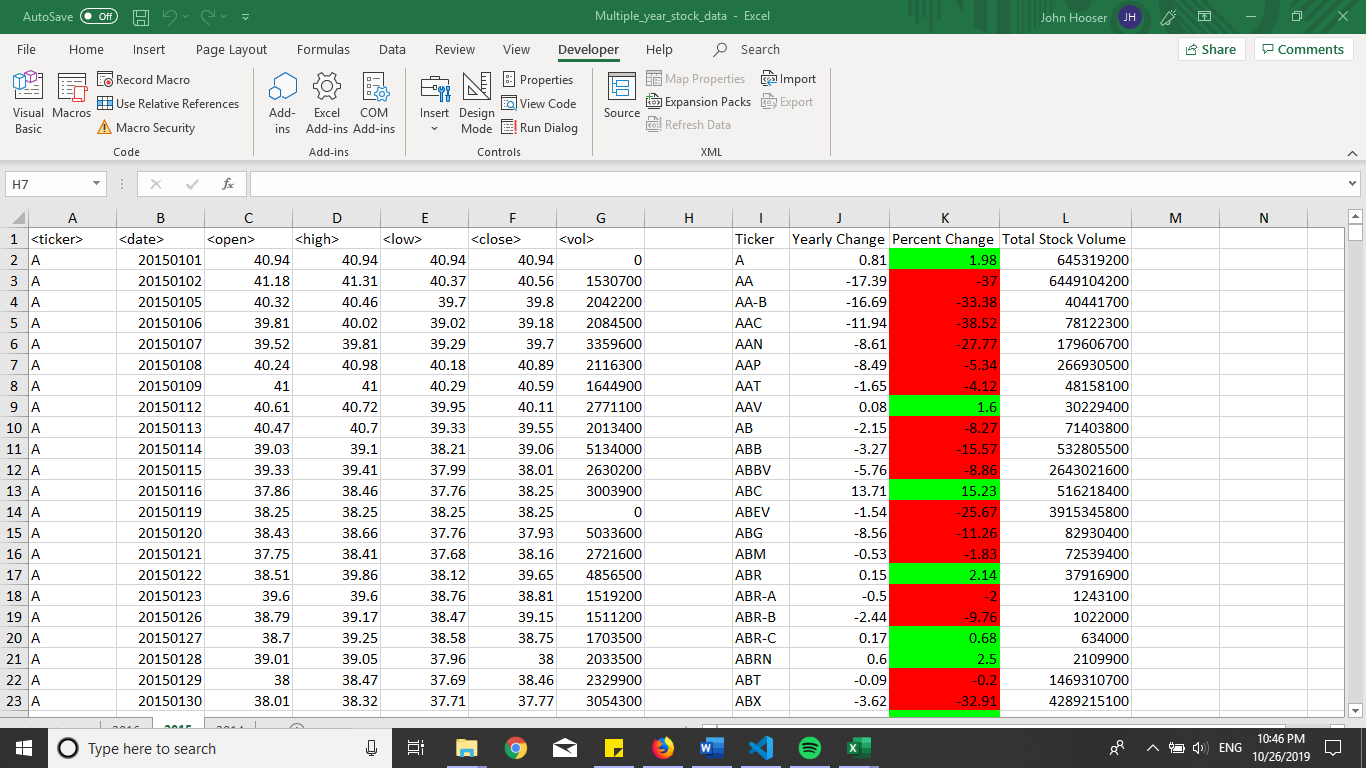 AutoSave Off Multiple_year_stock_data - Excel John Hooser JH
File Home Insert Page Layout Formulas Data Review View Developer Help Search Share Comments
Visual Basic
Macros
Record Macro
Use Relative References
Macro Security
Code
Add-ins
Excel Add-ins
COM Add-ins
Add-ins
Insert
Design Mode
Properties
View Code
Run Dialog
Controls
Source
Map Properties
Expansion Packs
Refresh Data
Import
Export
XML
H7 fx
A B C D E F G H I J K L M N
1 <ticker> <date> <open> <high> <low> <close> <vol> Ticker Yearly Change Percent Change Total Stock Volume
2 A 20150101 40.94 40.94 40.94 40.94 0 A 0.81 1.98 645319200
3 A 20150102 41.18 41.31 40.37 40.56 1530700 AA -17.39 -37 6449104200
4 A 20150105 40.32 40.46 39.7 39.8 2042200 AA-B -16.69 -33.38 40441700
5 A 20150106 39.81 40.02 39.02 39.18 2084500 AAC -11.94 -38.52 78122300
6 A 20150107 39.52 39.81 39.29 39.7 3359600 AAN -8.61 -27.77 179606700
7 A 20150108 40.24 40.98 40.18 40.89 2116300 AAP -8.49 -5.34 266930500
8 A 20150109 41 41 40.29 40.59 1644900 AAT -1.65 -4.12 48158100
9 A 20150112 40.61 40.72 39.95 40.11 2771100 AAV 0.08 1.6 30229400
10 A 20150113 40.47 40.7 39.33 39.55 2013400 AB -2.15 -8.27 71403800
11 A 20150114 39.03 39.1 38.21 39.06 5134000 ABB -3.27 -15.57 532805500
12 A 20150115 39.33 39.41 37.99 38.01 2630200 ABBV -5.76 -8.86 2643021600
13 A 20150116 37.86 38.46 37.76 38.25 3003900 ABC 13.71 15.23 516218400
14 A 20150119 38.25 38.25 38.25 38.25 0 ABEV -1.54 -25.67 3915345800
15 A 20150120 38.43 38.66 37.76 37.93 5033600 ABG -8.56 -11.26 82930400
16 A 20150121 37.75 38.41 37.68 38.16 2721600 ABM -0.53 -1.83 72539400
17 A 20150122 38.51 39.86 38.12 39.65 4856500 ABR 0.15 2.14 37916900
18 A 20150123 39.6 39.6 38.76 38.81 1519200 ABR-A -0.5 -2 1243100
19 A 20150126 38.79 39.17 38.47 39.15 1511200 ABR-B -2.44 -9.76 1022000
20 A 20150127 38.7 39.25 38.58 38.75 1703500 ABR-C 0.17 0.68 634000
21 A 20150128 39.01 39.05 37.96 38 2033500 ABRN 0.6 2.5 2109900
22 A 20150129 38 38.47 37.69 38.46 2329900 ABT -0.09 -0.2 1469310700
23 A 20150130 38.01 38.32 37.71 37.77 3054300 ABX -3.62 -32.91 4289215100
2016 2015 2014
Type here to search ENG 10:46 PM
10/26/2019